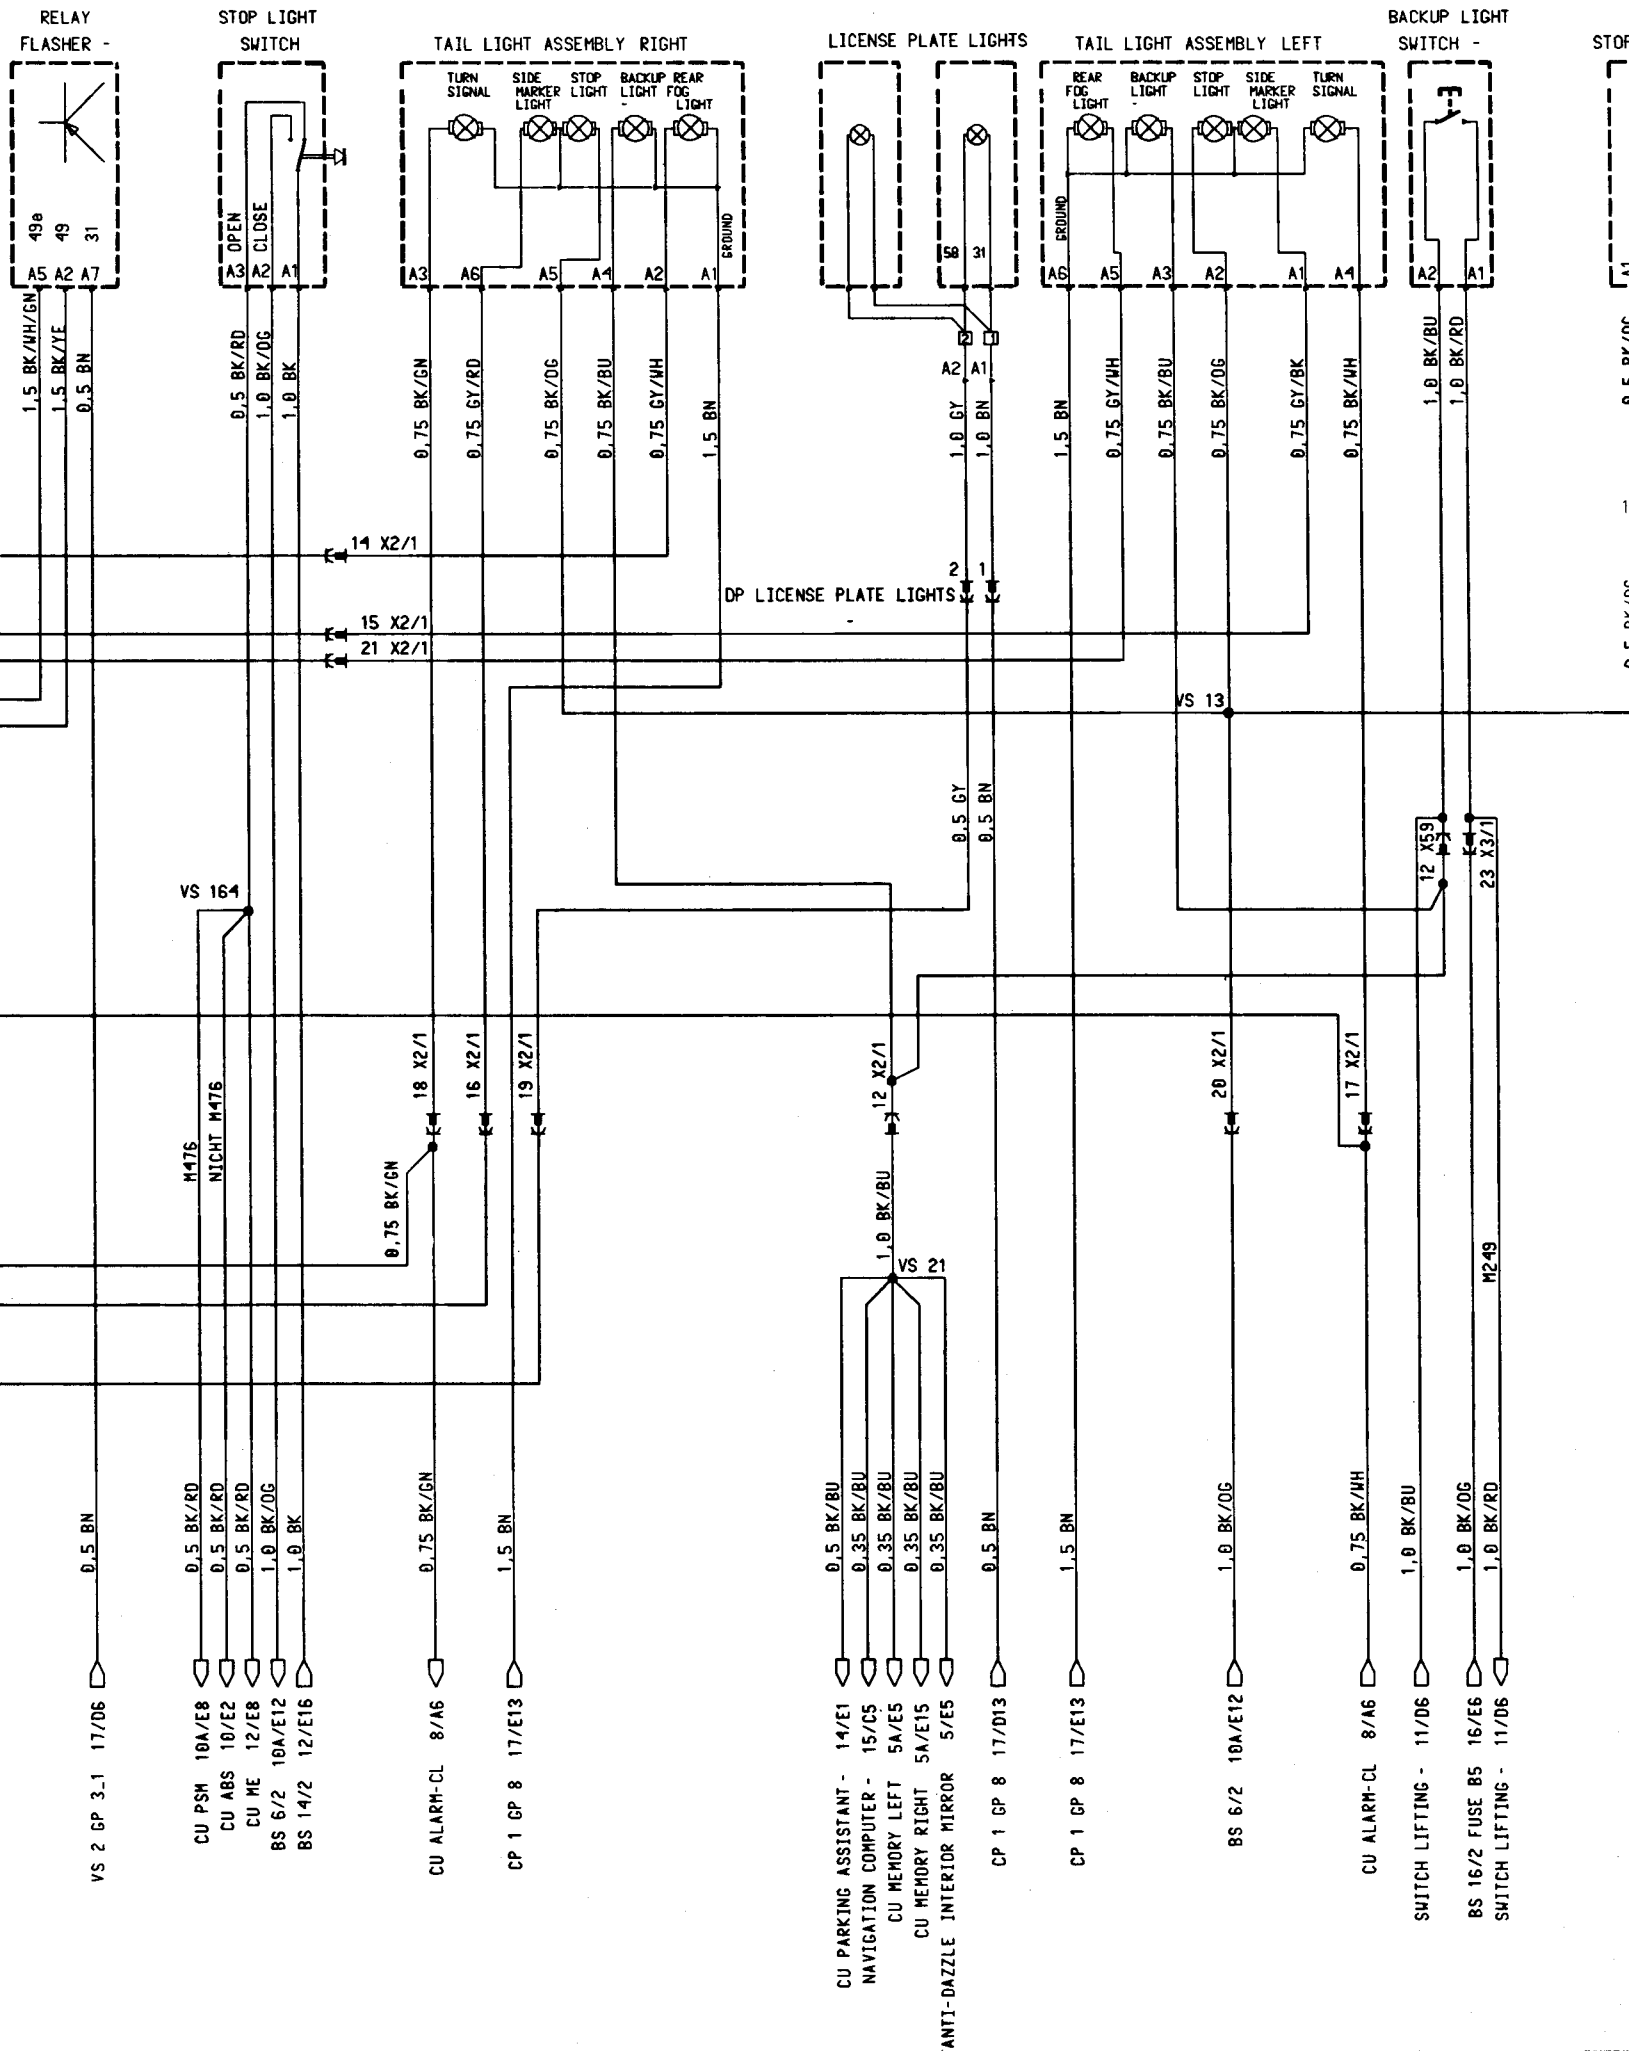 RELAY
FLASHER -
STOP LIGHT
SWITCH
TAIL LIGHT ASSEMBLY RIGHT
LICENSE PLATE LIGHTS
TAIL LIGHT ASSEMBLY LEFT
BACKUP LIGHT
SWITCH -
TURN
SIGNAL
SIDE
MARKER
LIGHT
STOP
LIGHT
BACKUP
LIGHT
-
REAR
FOG
LIGHT
REAR
FOG
LIGHT
BACKUP
LIGHT
-
STOP
LIGHT
SIDE
MARKER
LIGHT
TURN
SIGNAL
49a
49
31
OPEN
CLOSE
GROUND
58
31
GROUND
A5 A2 A7
A3 A2 A1
A3 A6 A5 A4 A2 A1
A6 A5 A3 A2 A1 A4
A2 A1
A1
1,5 BK/WH/GN
1,5 BK/YE
0,5 BN
0,5 BK/RD
1,0 BK/OG
1,0 BK
0,75 BK/GN
0,75 GY/RD
0,75 BK/OG
0,75 BK/BU
0,75 GY/WH
1,5 BN
2 1
A2 A1
1,0 GY
1,0 BN
1,5 BN
0,75 GY/WH
0,75 BK/BU
0,75 BK/OG
0,75 GY/BK
0,75 BK/WH
1,0 BK/BU
1,0 BK/RD
14 X2/1
2 1
DP LICENSE PLATE LIGHTS
-
15 X2/1
21 X2/1
VS 13
0,5 GY
0,5 BN
12 X59
23 X3/1
VS 164
18 X2/1
16 X2/1
19 X2/1
12 X2/1
20 X2/1
17 X2/1
M476
NICHT M476
0,75 BK/GN
1,0 BK/BU
VS 21
M249
0,5 BN
0,5 BK/RD
0,5 BK/RD
0,5 BK/RD
1,0 BK/OG
1,0 BK
0,75 BK/GN
1,5 BN
0,5 BK/BU
0,35 BK/BU
0,35 BK/BU
0,35 BK/BU
0,35 BK/BU
0,5 BN
1,5 BN
1,0 BK/OG
0,75 BK/WH
1,0 BK/BU
1,0 BK/OG
1,0 BK/RD
VS 2 GP 3_1 17/D6
CU PSM 10A/E8
CU ABS 10/E2
CU ME 12/E8
BS 6/2 10A/E12
BS 14/2 12/E16
CU ALARM-CL 8/A6
CP 1 GP 8 17/E13
CU PARKING ASSISTANT - 14/E1
NAVIGATION COMPUTER - 15/C5
CU MEMORY LEFT 5A/E5
CU MEMORY RIGHT 5A/E15
ANTI-DAZZLE INTERIOR MIRROR 5/E5
CP 1 GP 8 17/D13
CP 1 GP 8 17/E13
BS 6/2 10A/E12
CU ALARM-CL 8/A6
SWITCH LIFTING - 11/D6
BS 16/2 FUSE B5 16/E6
SWITCH LIFTING - 11/D6